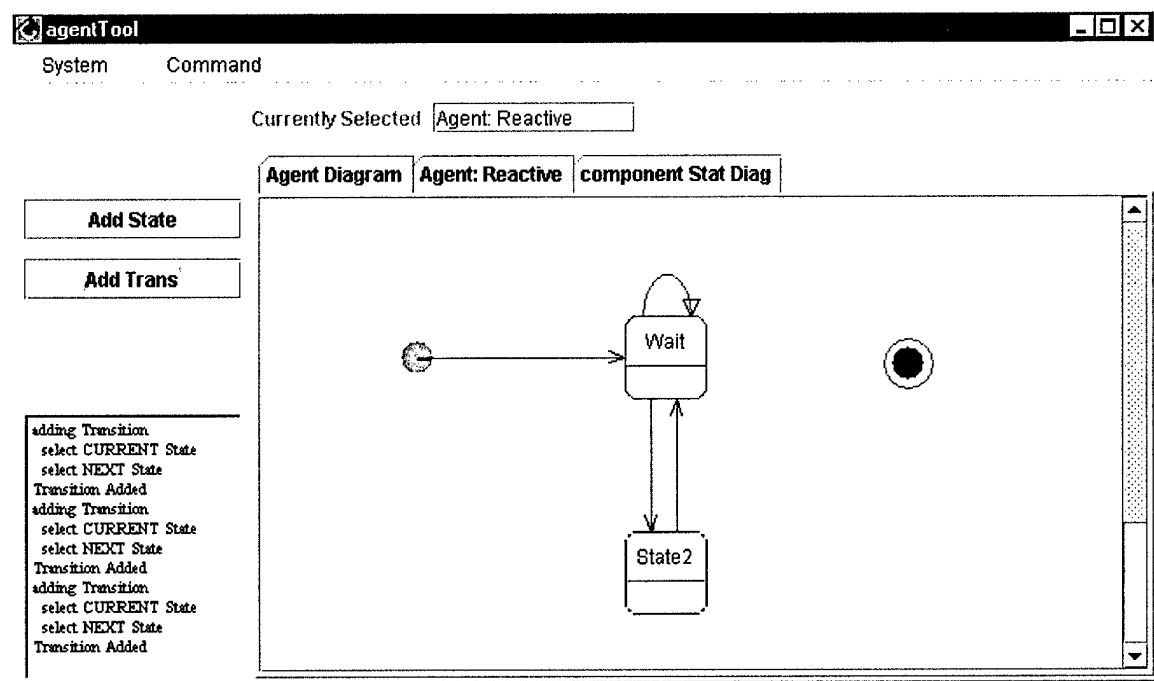 agentTool
System Command
Currently Selected Agent: Reactive
Agent Diagram Agent: Reactive component Stat Diag
Add State
Add Trans
Wait
State2
adding Transition
select CURRENT State
select NEXT State
Transition Added
adding Transition
select CURRENT State
select NEXT State
Transition Added
adding Transition
select CURRENT State
select NEXT State
Transition Added